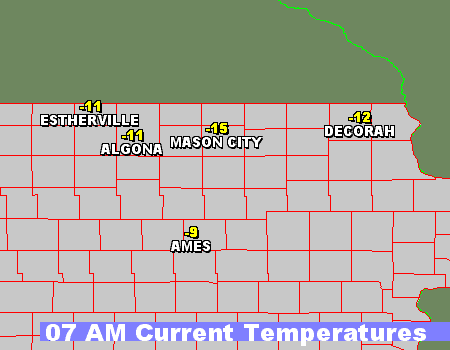 -11
ESTHERVILLE
-12
DECORAH
-15
MASON CITY
-11
ALGONA
-9
AMES
07 AM Current Temperatures